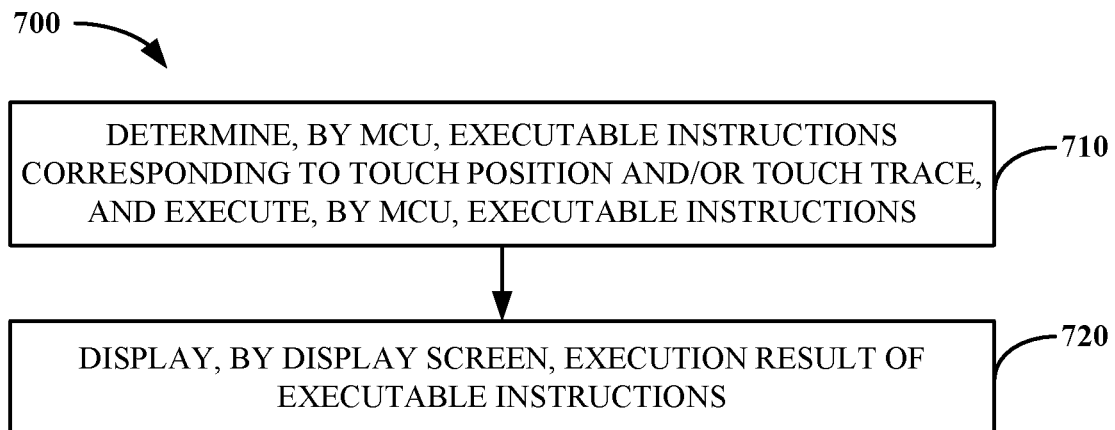 700
DETERMINE, BY MCU, EXECUTABLE INSTRUCTIONS
CORRESPONDING TO TOUCH POSITION AND/OR TOUCH TRACE,
AND EXECUTE, BY MCU, EXECUTABLE INSTRUCTIONS
710
DISPLAY, BY DISPLAY SCREEN, EXECUTION RESULT OF
EXECUTABLE INSTRUCTIONS
720